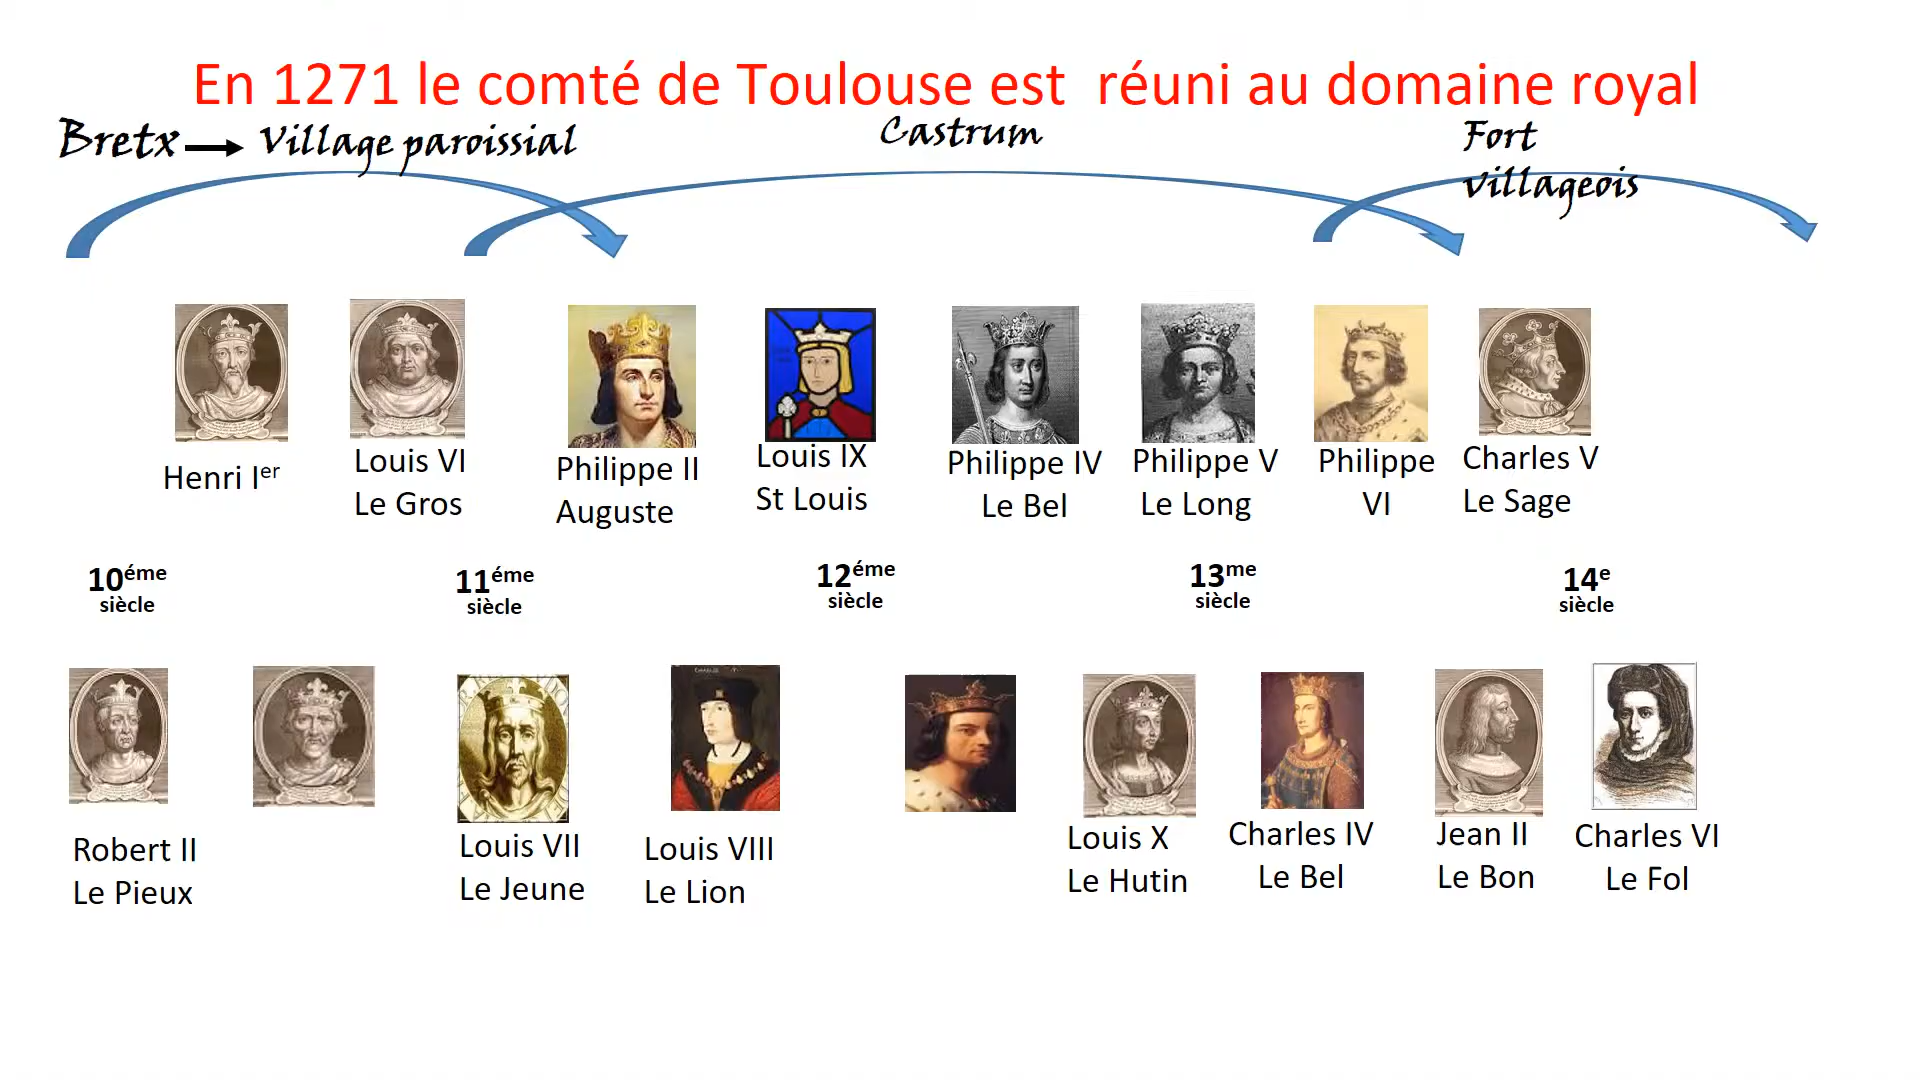 En 1271 le comté de Toulouse est  réuni au domaine royal
Bretx Village paroissial
Castrum
Fort
villageois
Henri Iᵉʳ
Louis VI
Le Gros
Philippe II
Auguste
Louis IX
St Louis
Philippe IV
Le Bel
Philippe V
Le Long
Philippe
VI
Charles V
Le Sage
10éme
siècle
11éme
siècle
12éme
siècle
13me
siècle
14e
siècle
Robert II
Le Pieux
Louis VII
Le Jeune
Louis VIII
Le Lion
Louis X
Le Hutin
Charles IV
Le Bel
Jean II
Le Bon
Charles VI
Le Fol